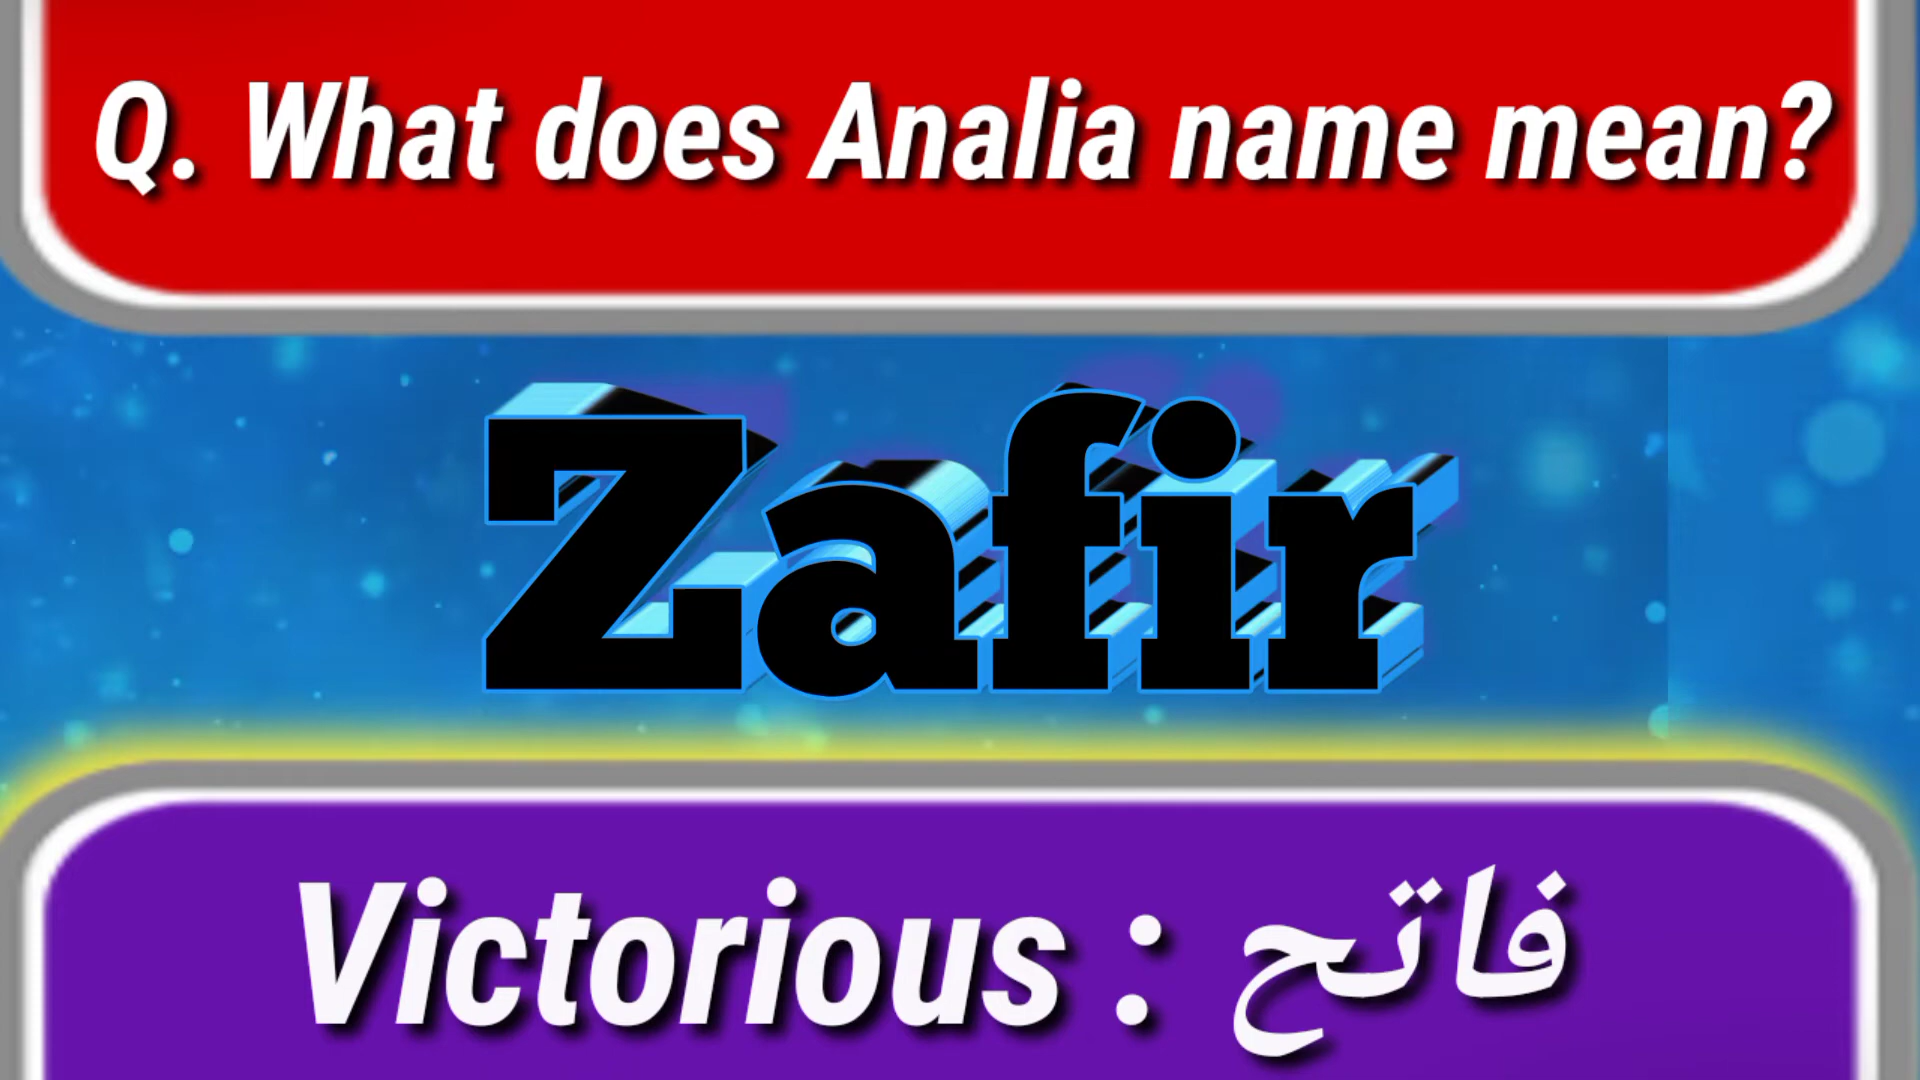 Q. What does Analia name mean?
Zafir
Victorious : فاتح